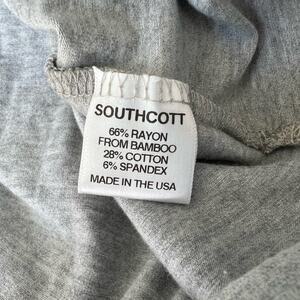 SOUTHCOTT
66% RAYON
FROM BAMBOO
28% COTTON
6% SPANDEX
MADE IN THE USA